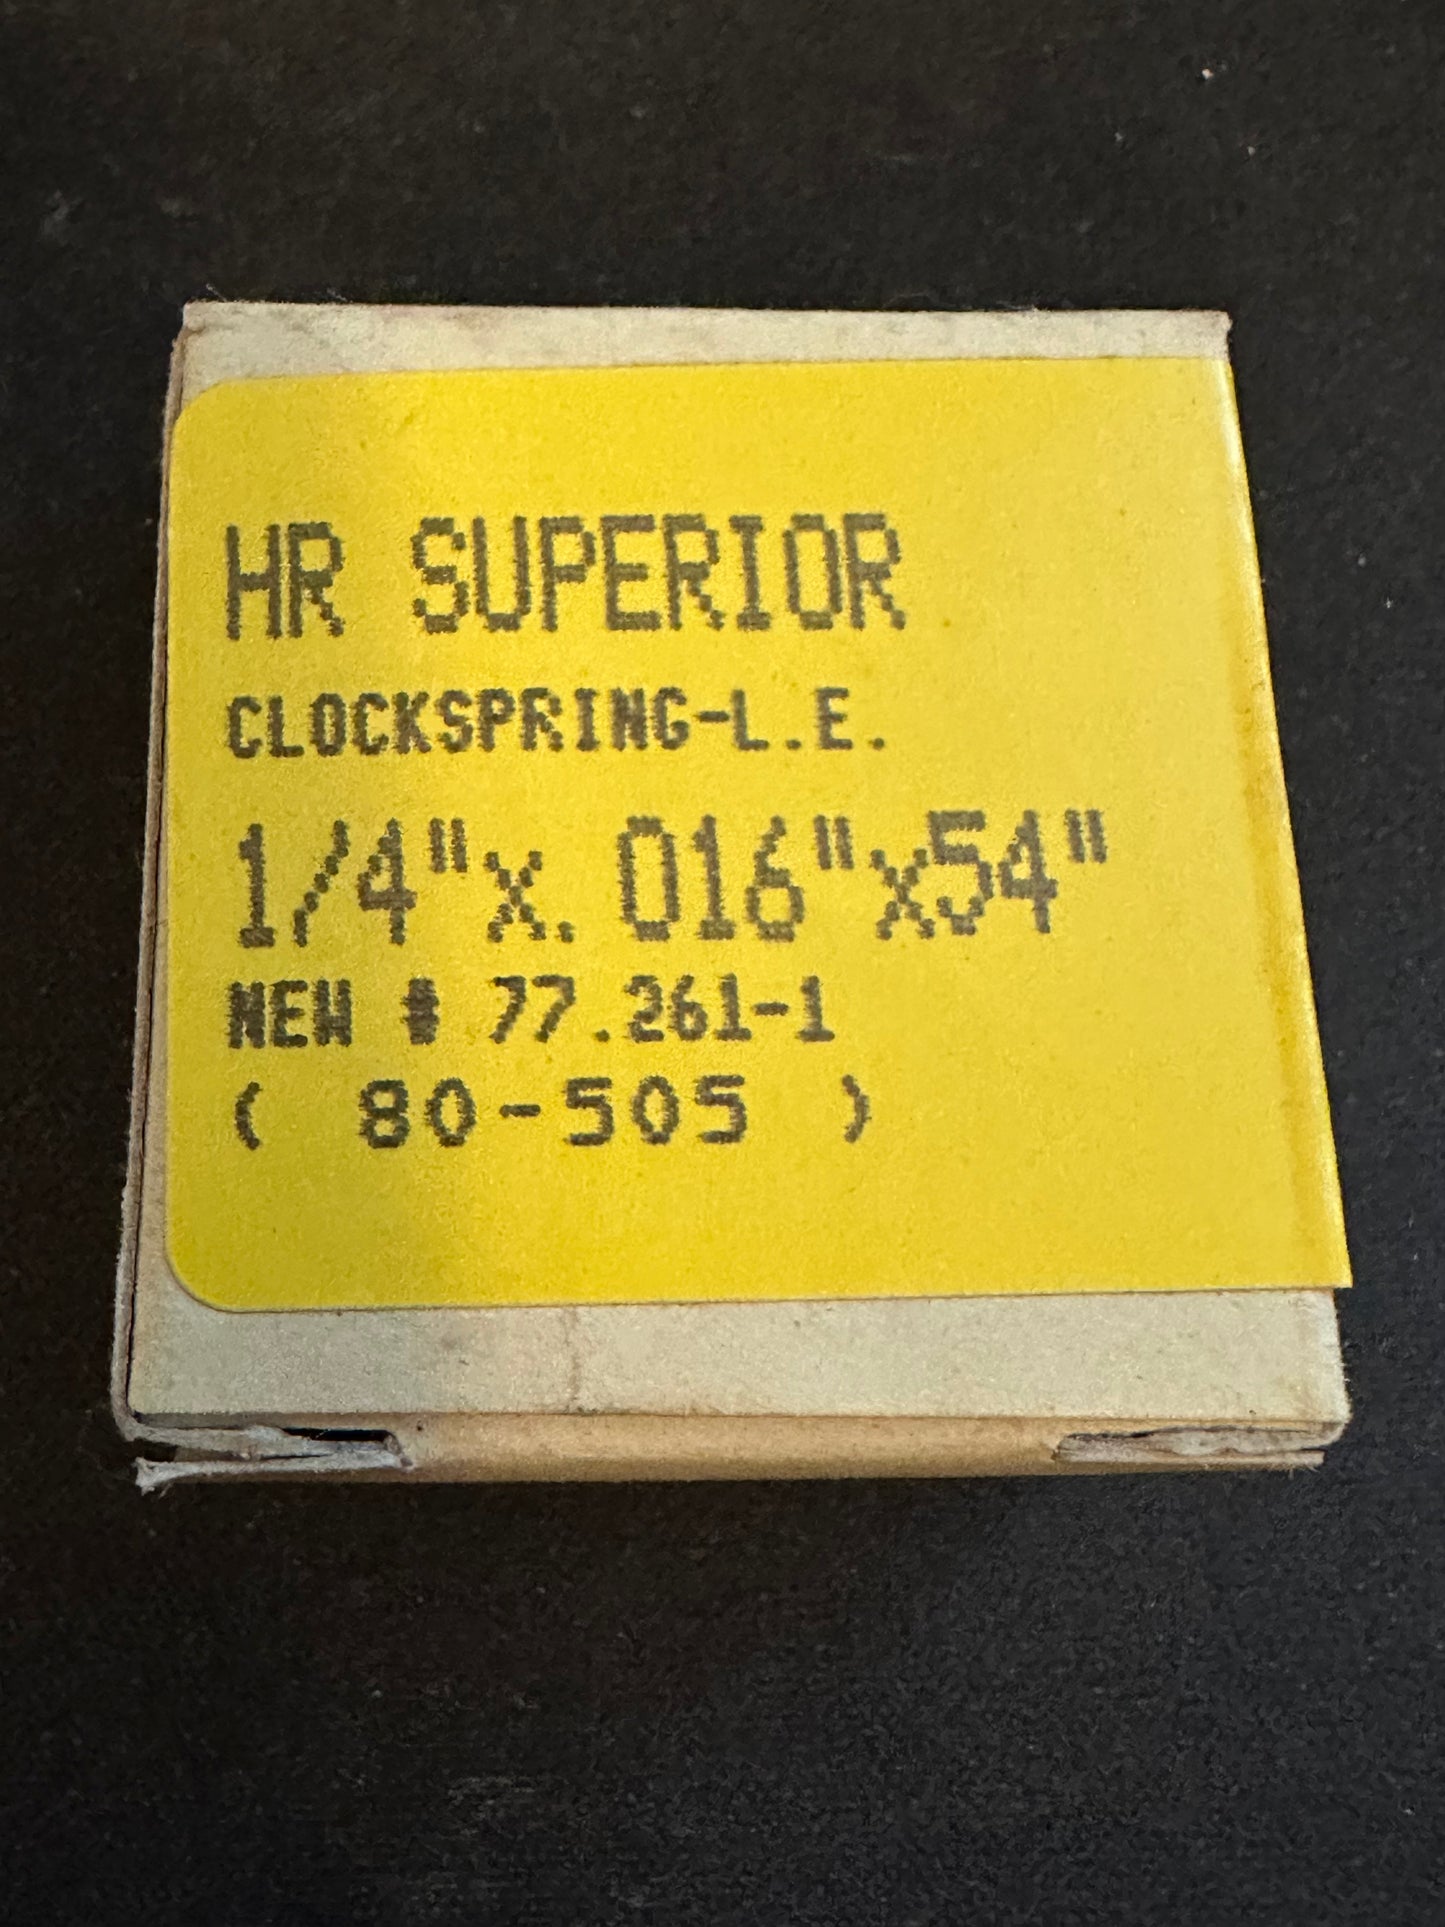 HR SUPERIOR
CLOCKSPRING-L.E.
1/4"x.016"x54"
NEW # 77.261-1
( 80-505 )